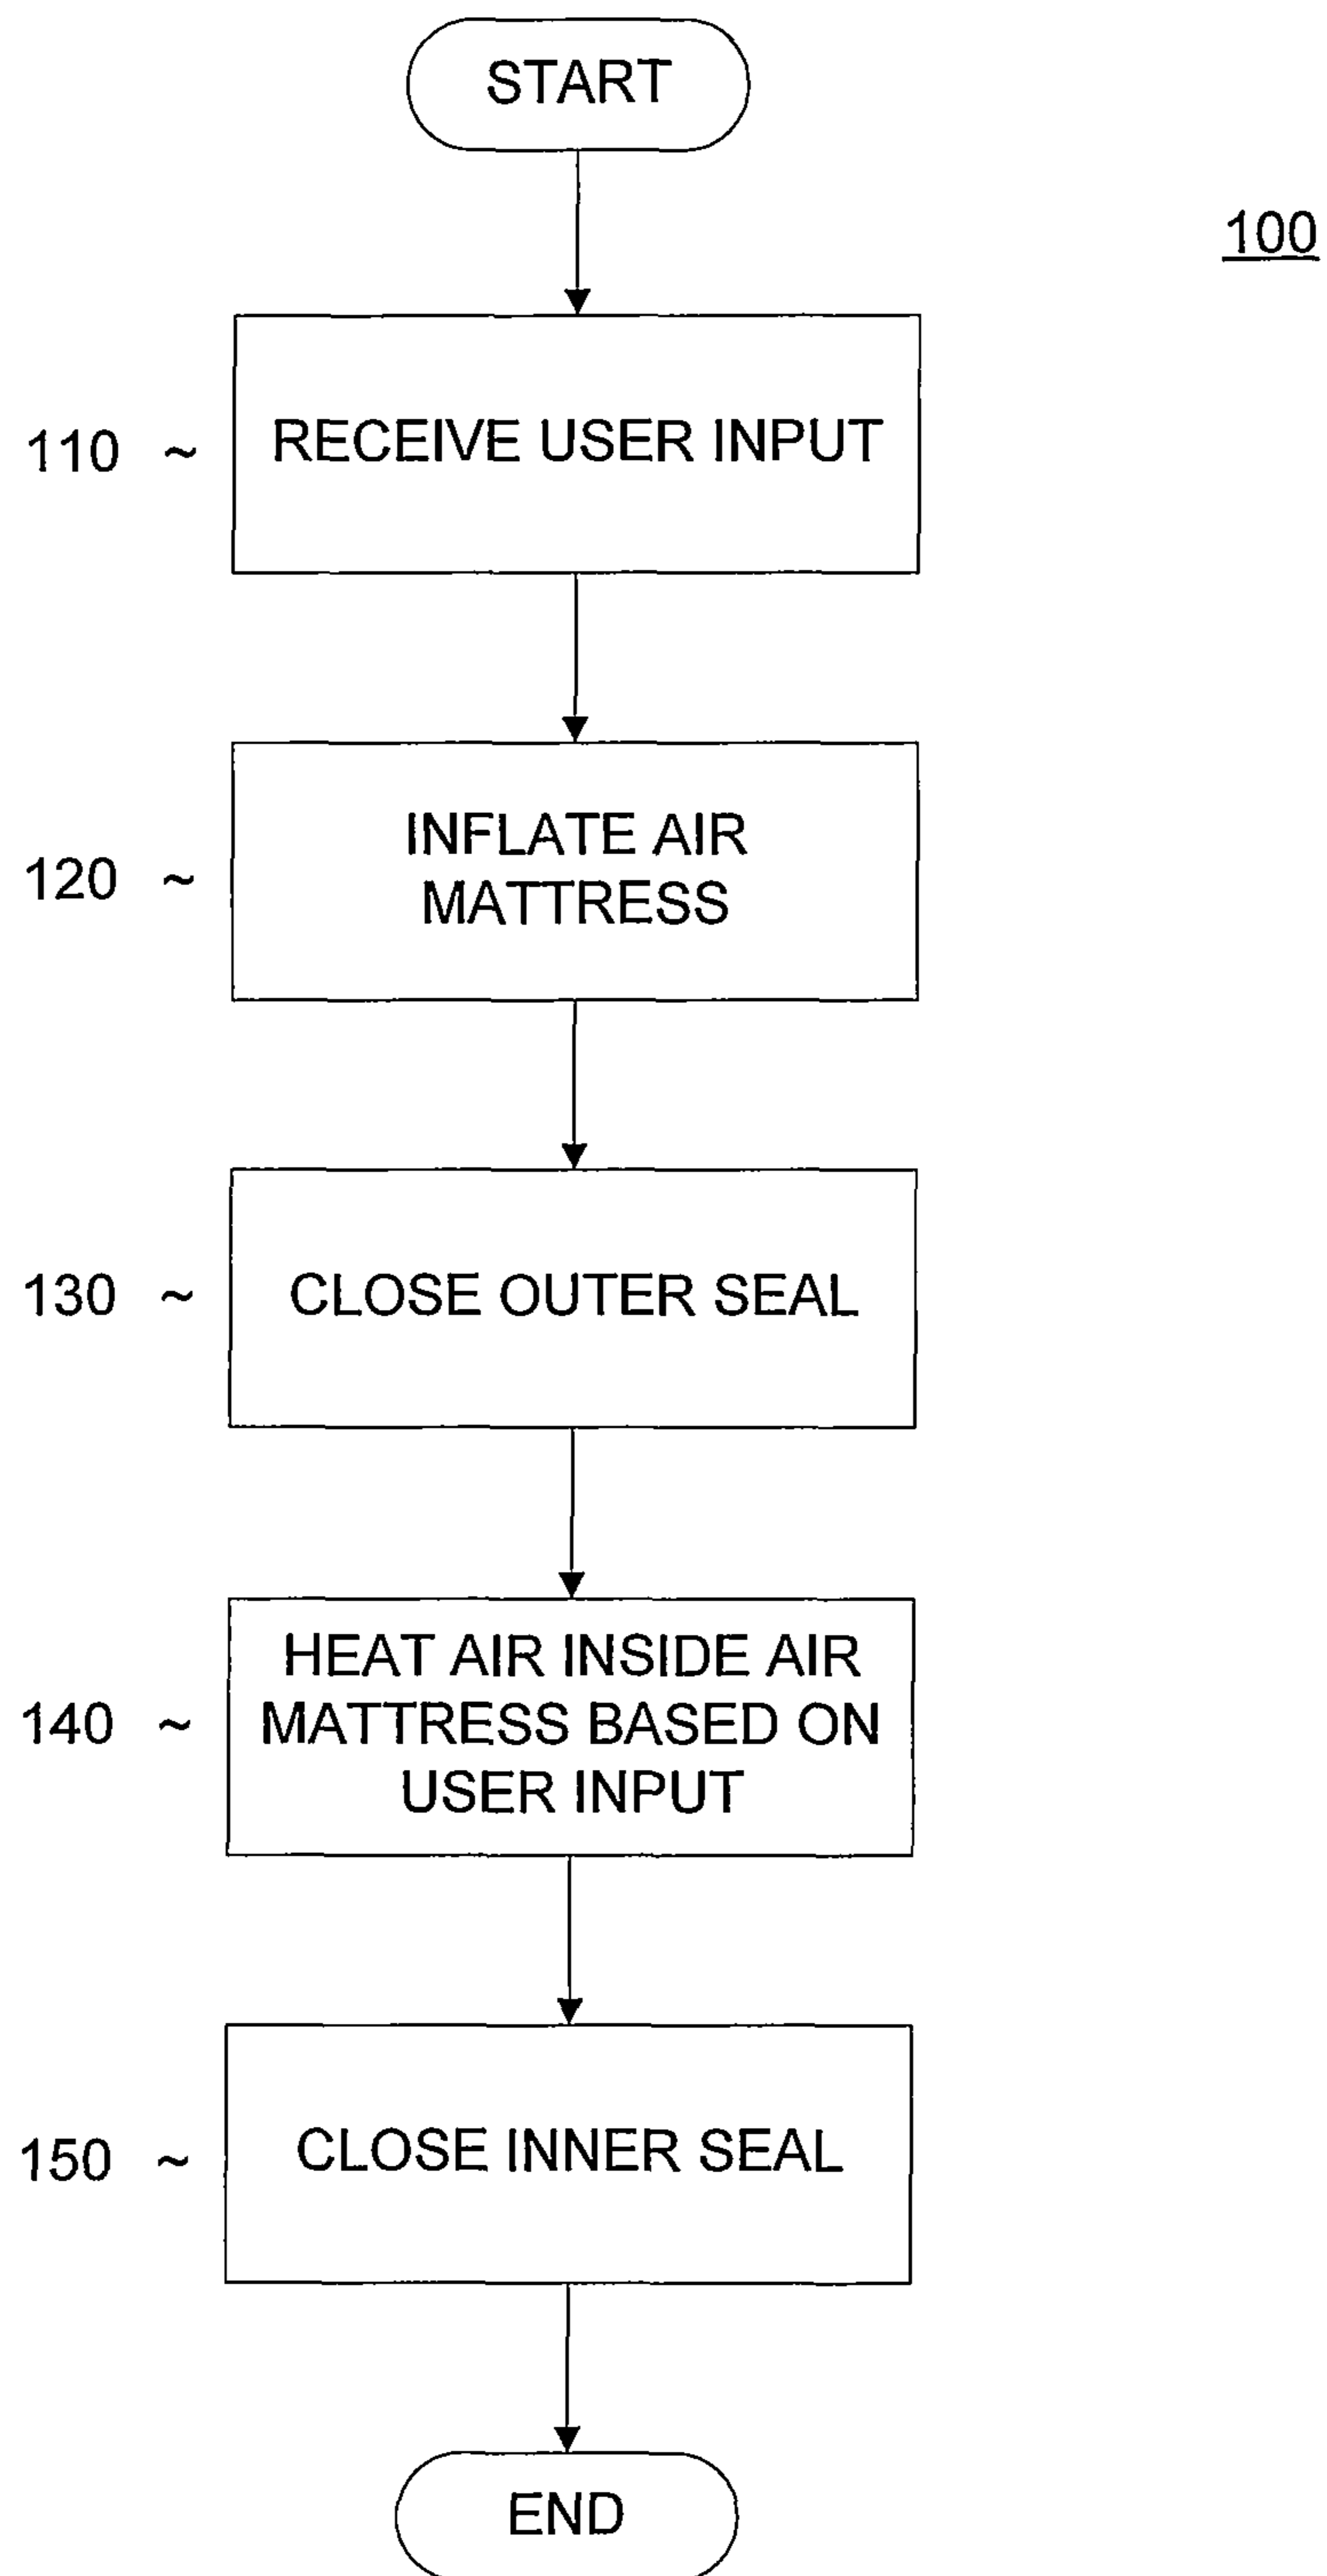 START
100
110 ~ RECEIVE USER INPUT
120 ~ INFLATE AIR
MATTRESS
130 ~ CLOSE OUTER SEAL
HEAT AIR INSIDE AIR
140 ~ MATTRESS BASED ON
USER INPUT
150 ~ CLOSE INNER SEAL
END